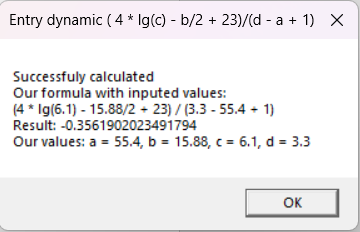 Entry dynamic ( 4 * lg(c) - b/2 + 23)/(d - a + 1)
Successfuly calculated
Our formula with inputed values:
(4 * lg(6.1) - 15.88/2 + 23) / (3.3 - 55.4 + 1)
Result: -0.3561902023491794
Our values: a = 55.4, b = 15.88, c = 6.1, d = 3.3
OK